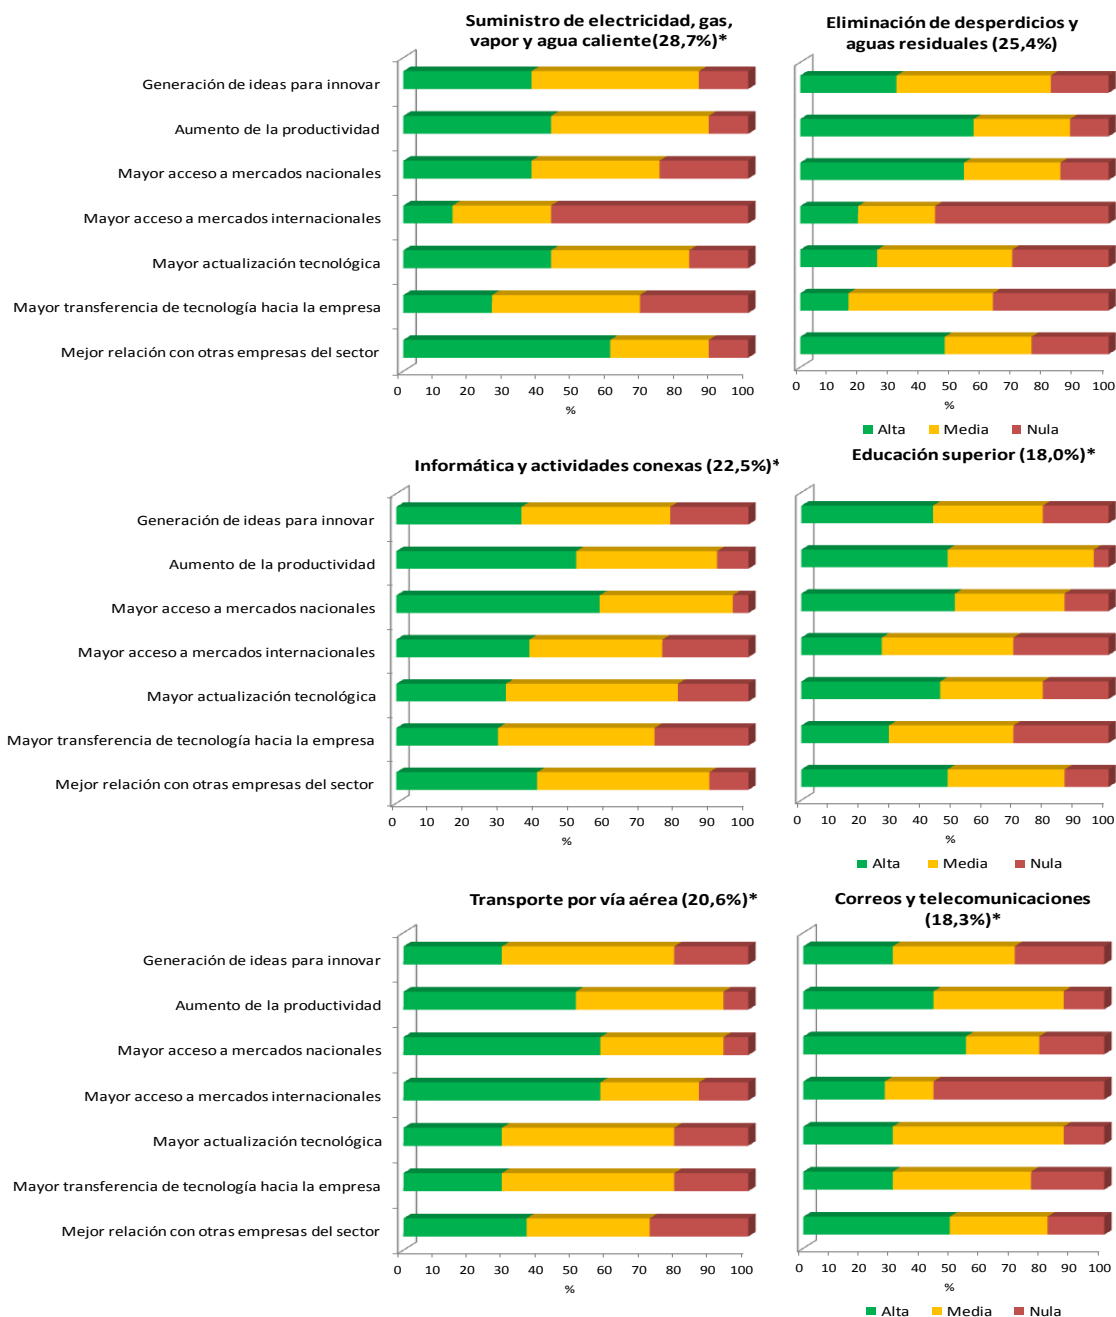 Suministro de electricidad, gas,
vapor y agua caliente(28,7%)*
Eliminación de desperdicios y
aguas residuales (25,4%)
Generación de ideas para innovar
Aumento de la productividad
Mayor acceso a mercados nacionales
Mayor acceso a mercados internacionales
Mayor actualización tecnológica
Mayor transferencia de tecnología hacia la empresa
Mejor relación con otras empresas del sector
0 10 20 30 40 50 60 70 80 90 100
%
0 10 20 30 40 50 60 70 80 90 100
%
Alta Media Nula
Informática y actividades conexas (22,5%)*
Educación superior (18,0%)*
Generación de ideas para innovar
Aumento de la productividad
Mayor acceso a mercados nacionales
Mayor acceso a mercados internacionales
Mayor actualización tecnológica
Mayor transferencia de tecnología hacia la empresa
Mejor relación con otras empresas del sector
0 10 20 30 40 50 60 70 80 90 100
%
0 10 20 30 40 50 60 70 80 90 100
%
Alta Media Nula
Transporte por vía aérea (20,6%)*
Correos y telecomunicaciones
(18,3%)*
Generación de ideas para innovar
Aumento de la productividad
Mayor acceso a mercados nacionales
Mayor acceso a mercados internacionales
Mayor actualización tecnológica
Mayor transferencia de tecnología hacia la empresa
Mejor relación con otras empresas del sector
0 10 20 30 40 50 60 70 80 90 100
%
0 10 20 30 40 50 60 70 80 90 100
%
Alta Media Nula